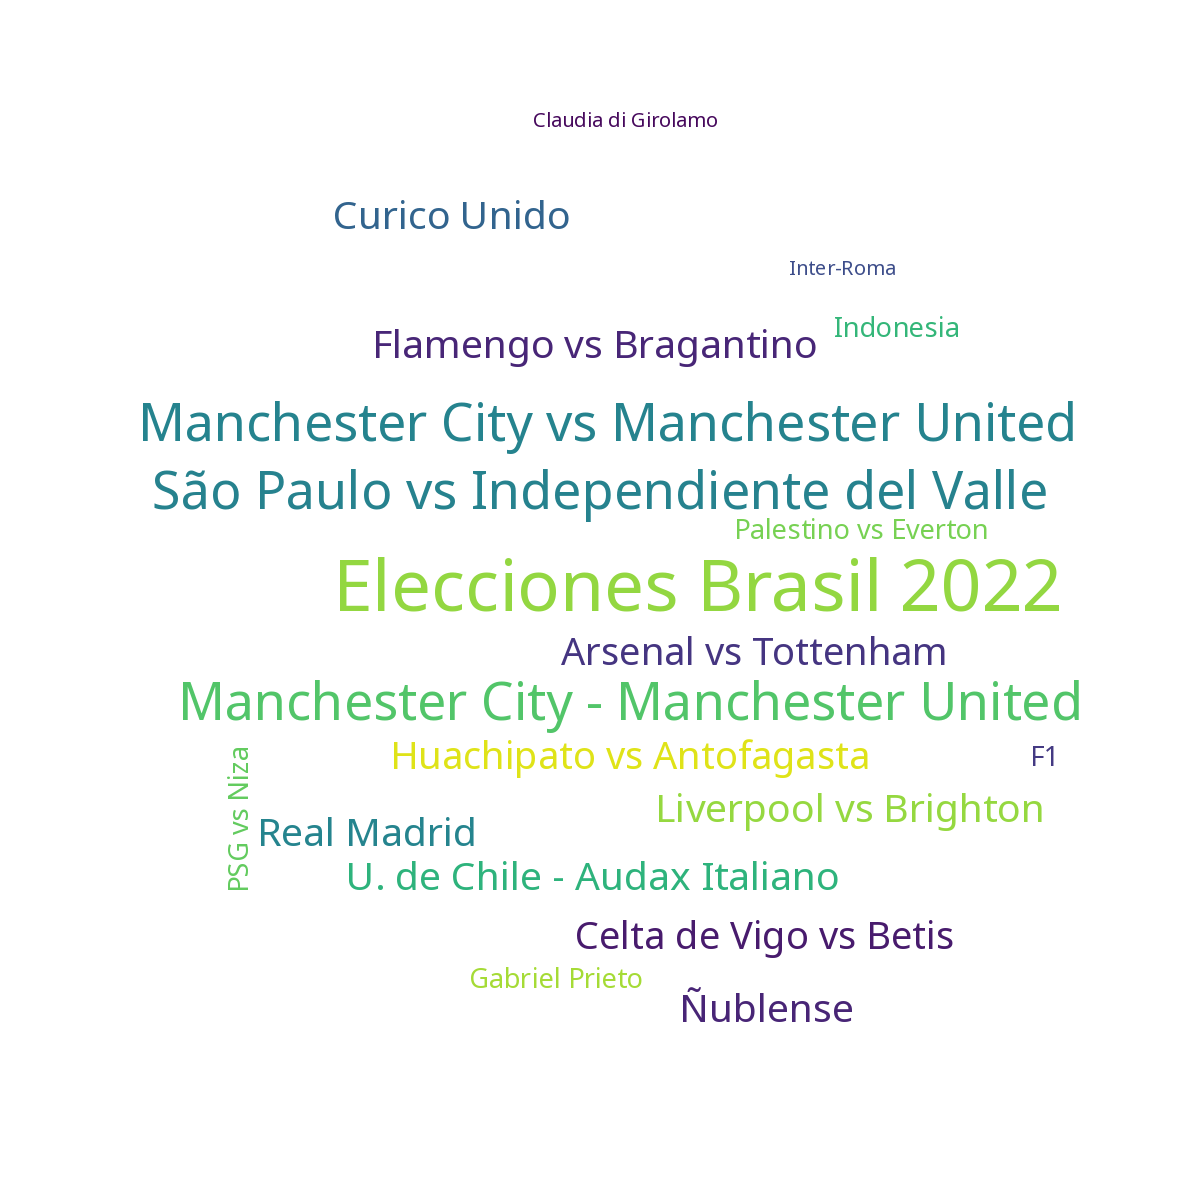 Claudia di Girolamo
Curico Unido
Inter-Roma
Indonesia
Flamengo vs Bragantino
Manchester City vs Manchester United
São Paulo vs Independiente del Valle
Palestino vs Everton
Elecciones Brasil 2022
Arsenal vs Tottenham
Manchester City - Manchester United
Huachipato vs Antofagasta
F1
PSG vs Niza
Liverpool vs Brighton
Real Madrid
U. de Chile - Audax Italiano
Celta de Vigo vs Betis
Gabriel Prieto
Ñublense